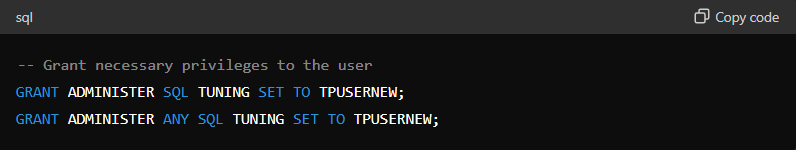 sql
Copy code
-- Grant necessary privileges to the user
GRANT ADMINISTER SQL TUNING SET TO TPUSERNEW;
GRANT ADMINISTER ANY SQL TUNING SET TO TPUSERNEW;